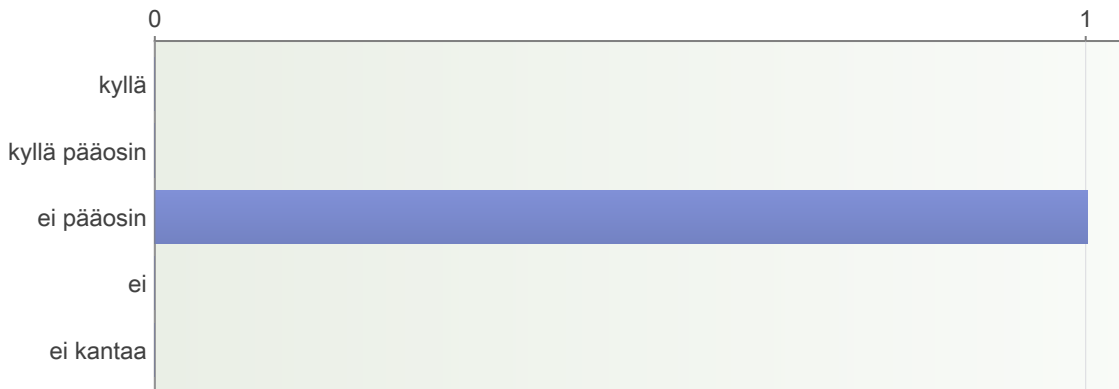 0 1
kyllä
kyllä pääosin
ei pääosin
ei
ei kantaa